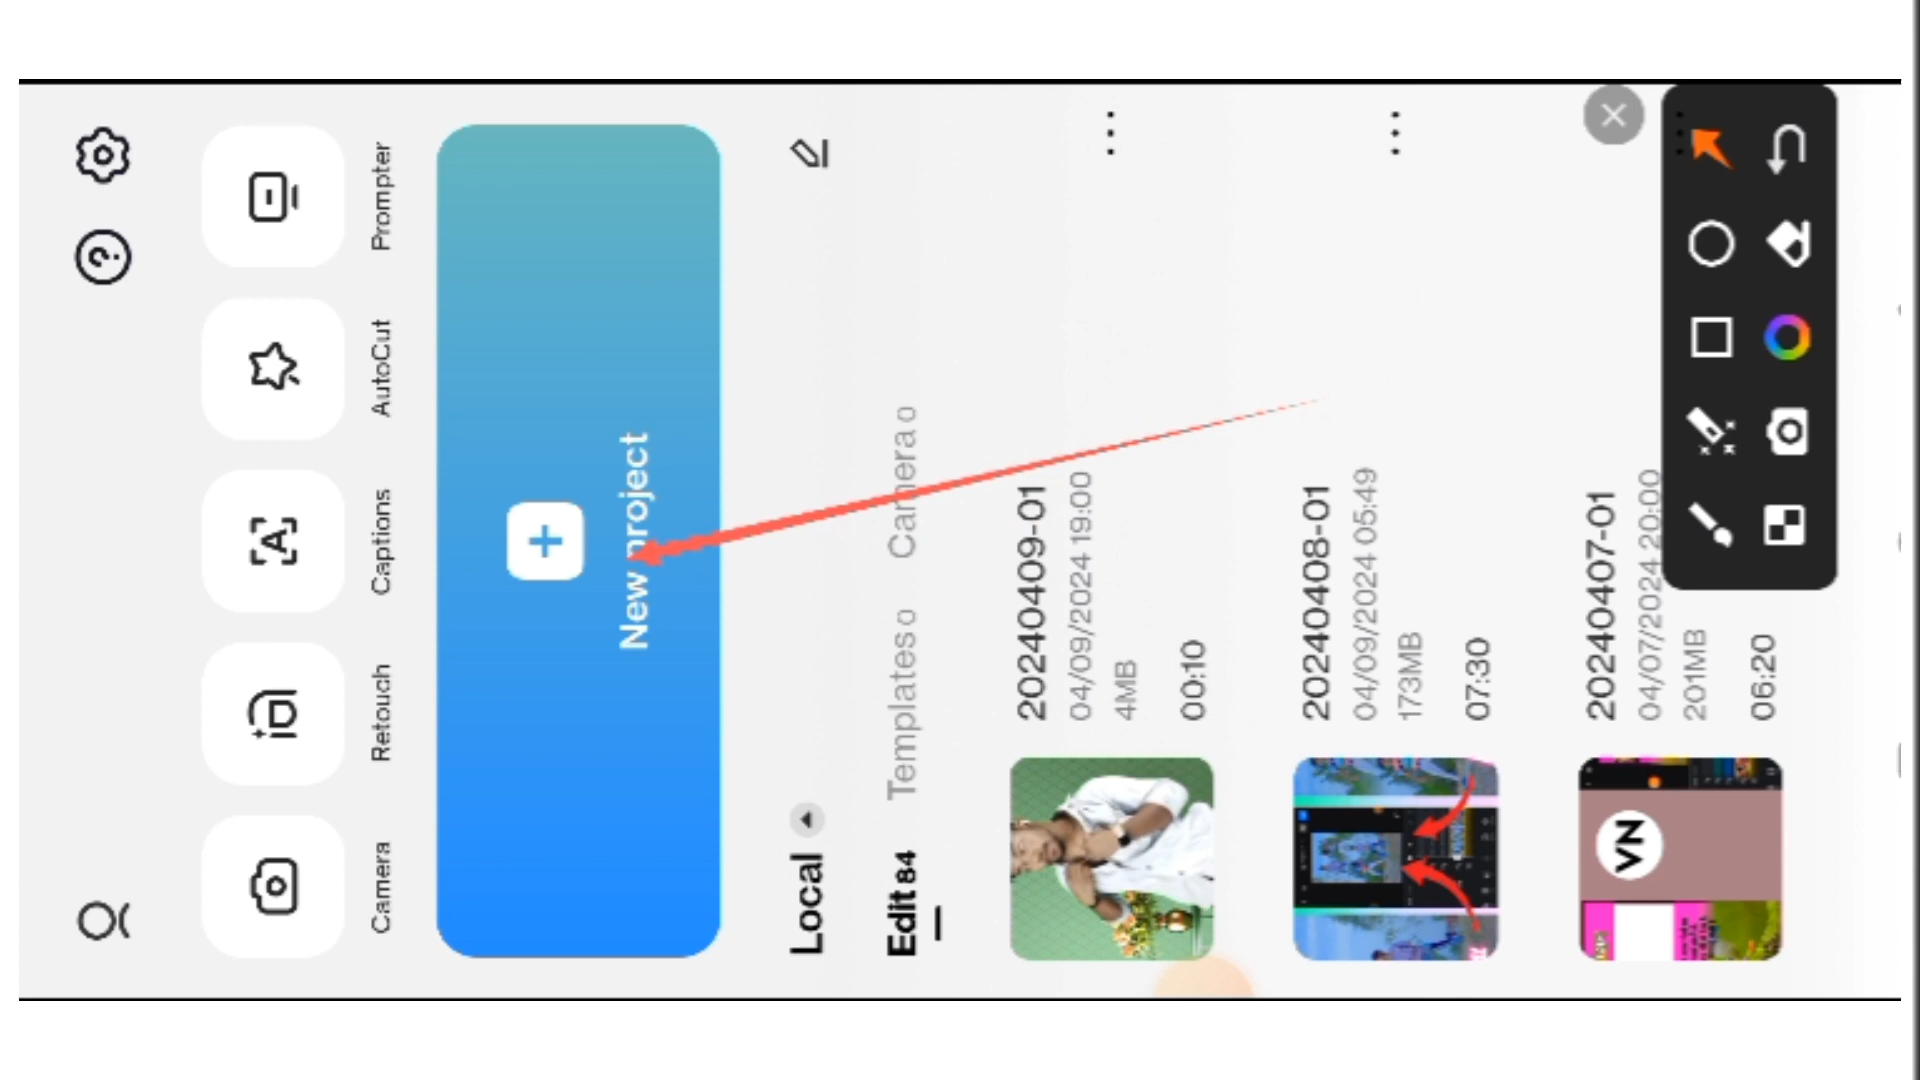 Camera
Retouch
Captions
AutoCut
Prompter
New project
Local
Edit 84
Templates 0
Camera 0
20240409-01
04/09/2024 19:00
4MB
00:10
20240408-01
04/09/2024 05:49
173MB
07:30
20240407-01
04/07/2024 20:00
201MB
06:20
VN